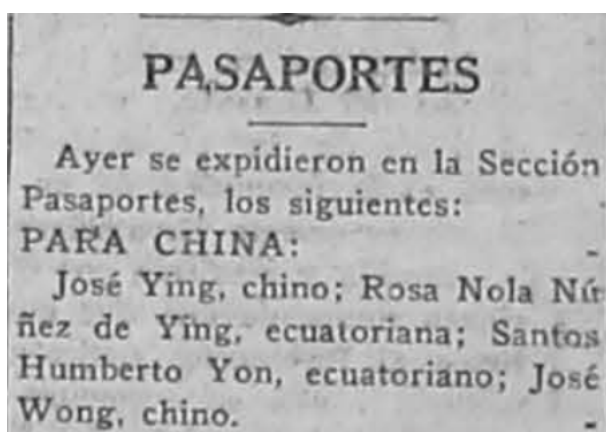 PASAPORTES
Ayer se expidieron en la Sección
Pasaportes, los siguientes:
PARA CHINA:
José Ying, chino; Rosa Nola Nú
ñez de Ying, ecuatoriana; Santos
Humberto Yon, ecuatoriano; José
Wong, chino.